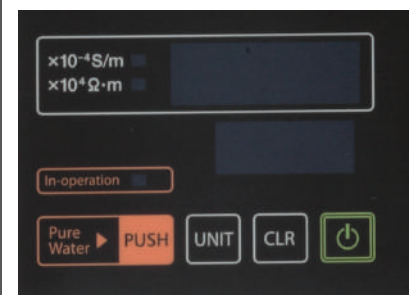 ×10⁻⁴S/m
×10⁴Ω·m
In-operation
Pure
Water
PUSH
UNIT
CLR